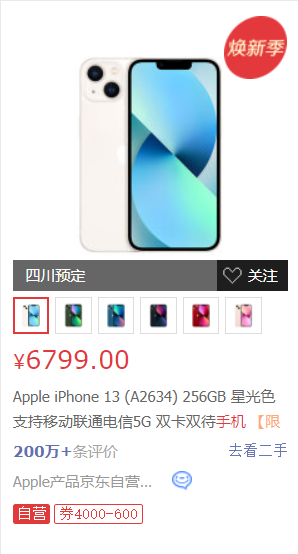 焕新季
四川预定
关注
¥6799.00
Apple iPhone 13 (A2634) 256GB 星光色
支持移动联通电信5G 双卡双待手机 【限
200万+条评价 去看二手
Apple产品京东自营...
自营 券4000-600